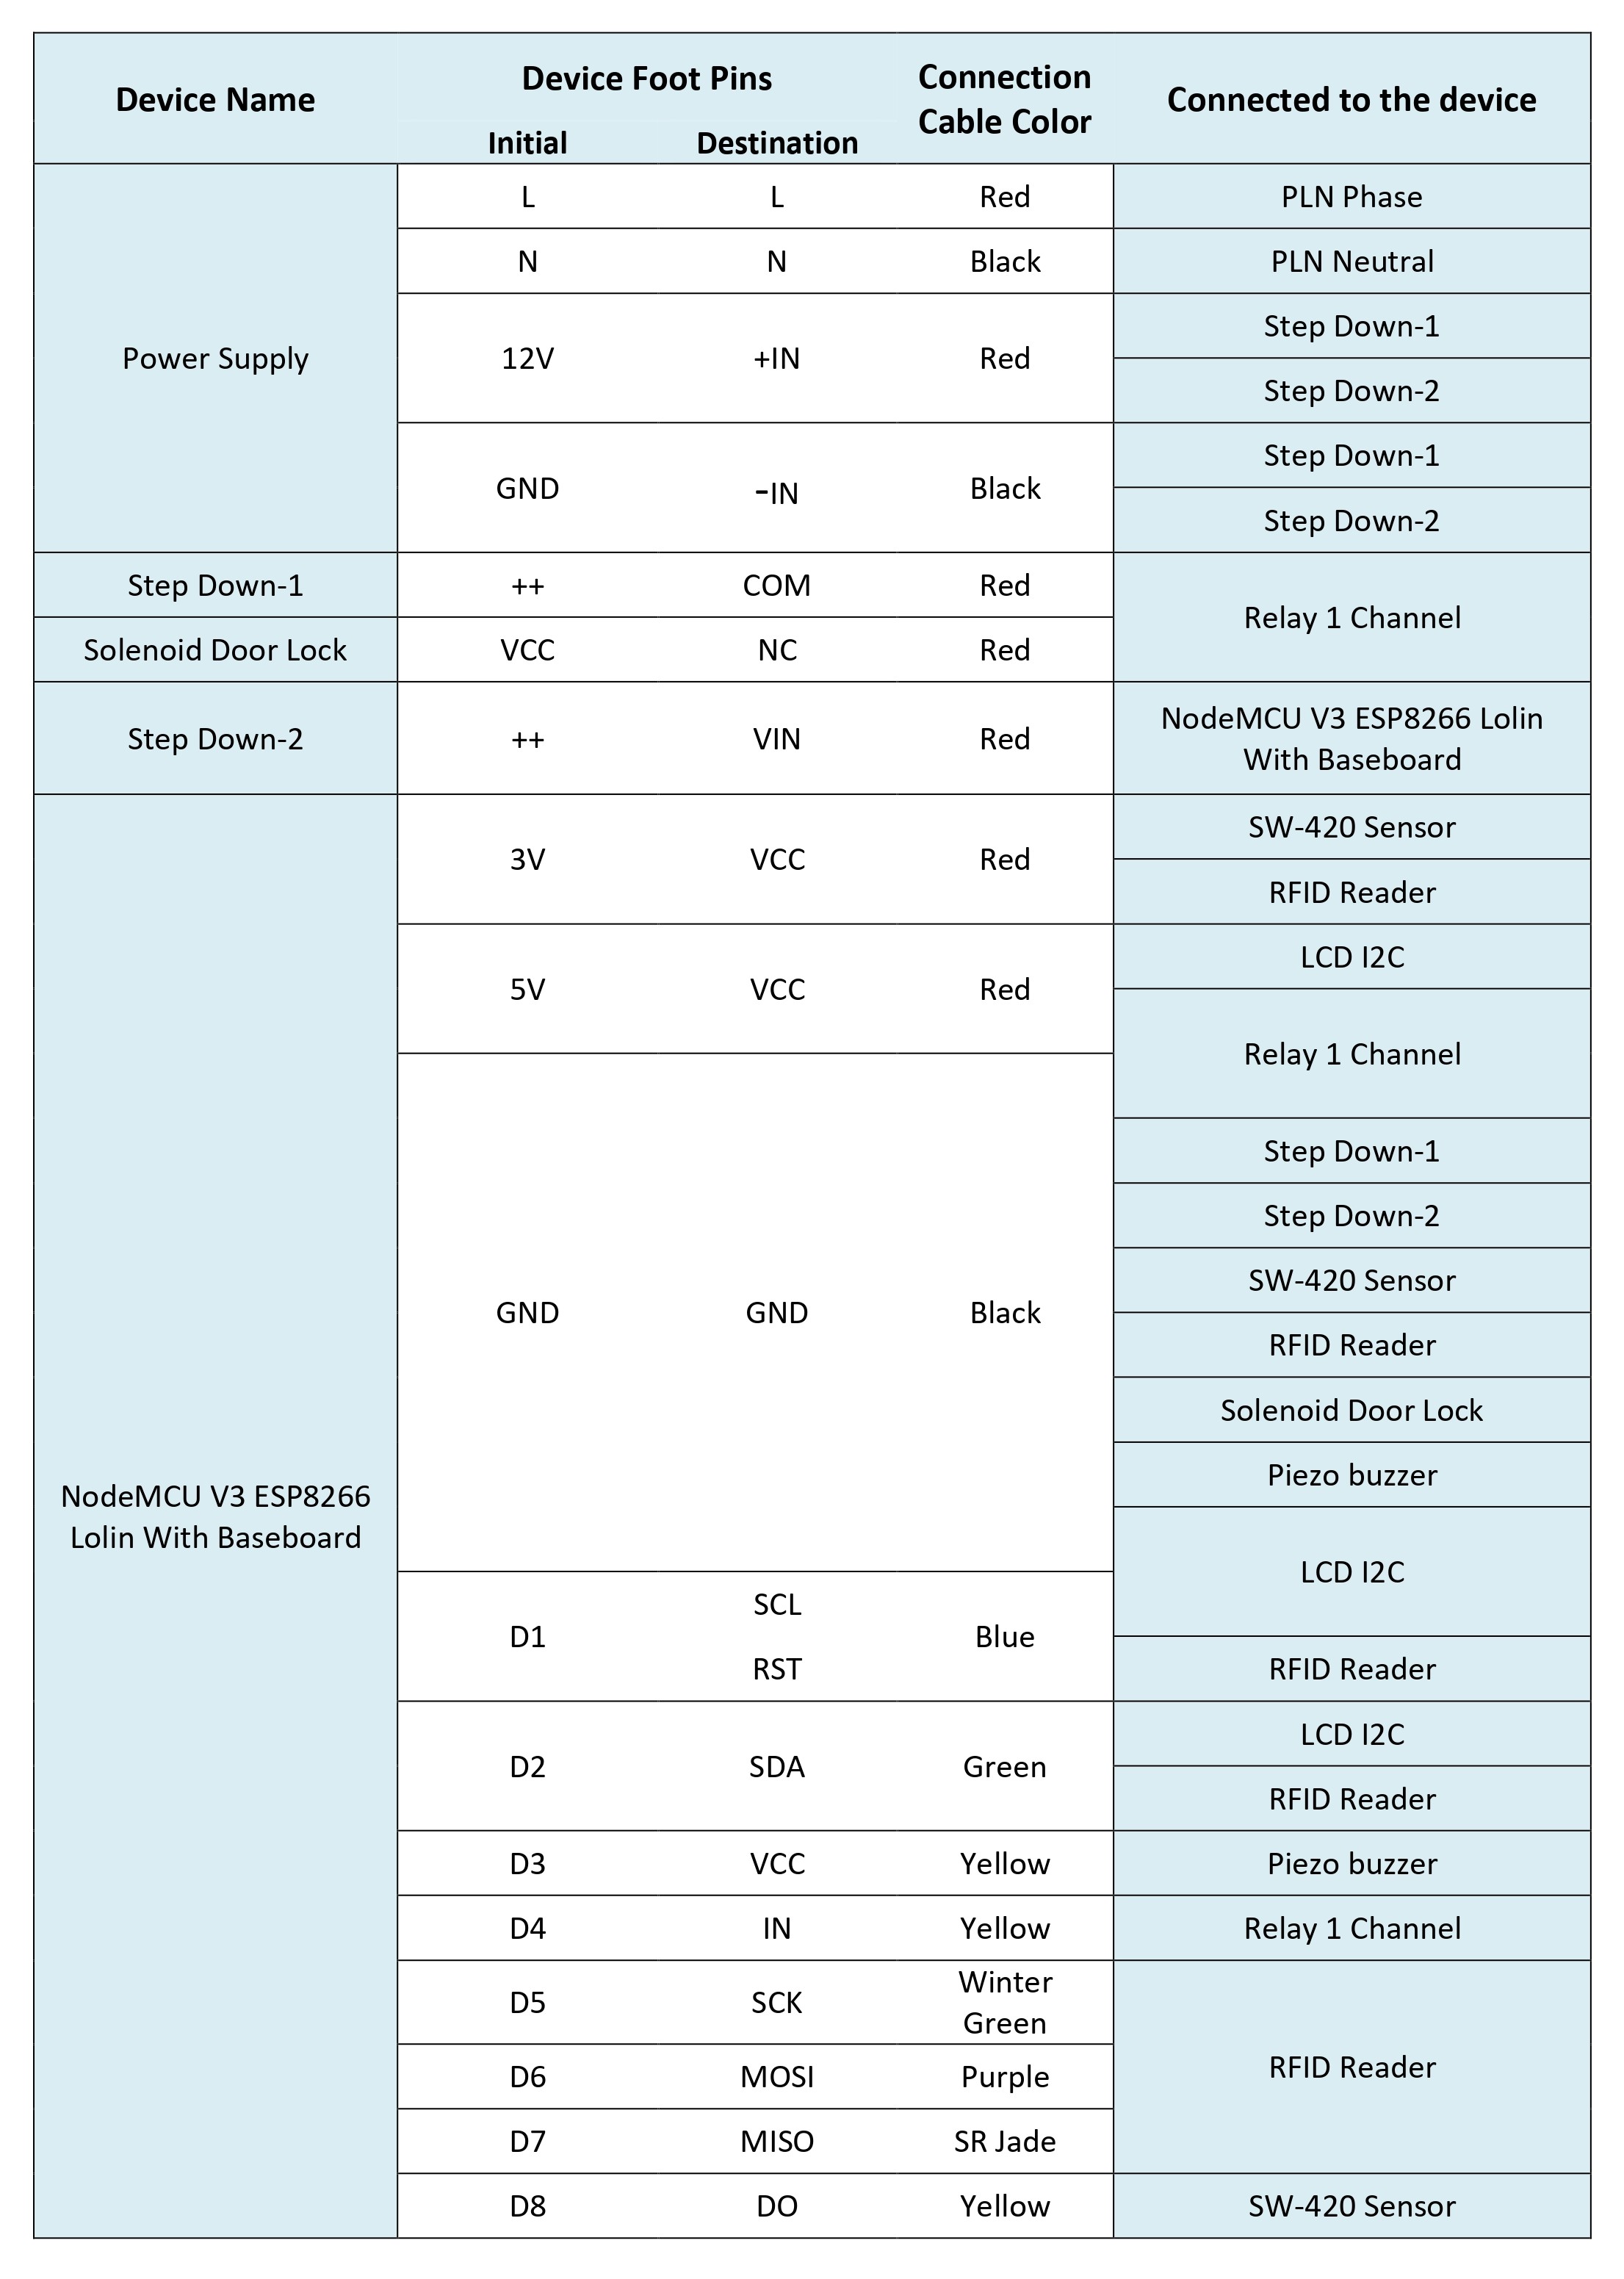 Device Name
Device Foot Pins
Connection
Cable Color
Connected to the device
Initial
Destination
Power Supply
L
L
Red
PLN Phase
N
N
Black
PLN Neutral
12V
+IN
Red
Step Down-1
Step Down-2
GND
-IN
Black
Step Down-1
Step Down-2
Step Down-1
++
COM
Red
Relay 1 Channel
Solenoid Door Lock
VCC
NC
Red
Step Down-2
++
VIN
Red
NodeMCU V3 ESP8266 Lolin
With Baseboard
NodeMCU V3 ESP8266
Lolin With Baseboard
3V
VCC
Red
SW-420 Sensor
RFID Reader
5V
VCC
Red
LCD I2C
Relay 1 Channel
GND
GND
Black
Step Down-1
Step Down-2
SW-420 Sensor
RFID Reader
Solenoid Door Lock
Piezo buzzer
LCD I2C
D1
SCL
RST
Blue
RFID Reader
D2
SDA
Green
LCD I2C
RFID Reader
D3
VCC
Yellow
Piezo buzzer
D4
IN
Yellow
Relay 1 Channel
D5
SCK
Winter
Green
RFID Reader
D6
MOSI
Purple
D7
MISO
SR Jade
D8
DO
Yellow
SW-420 Sensor